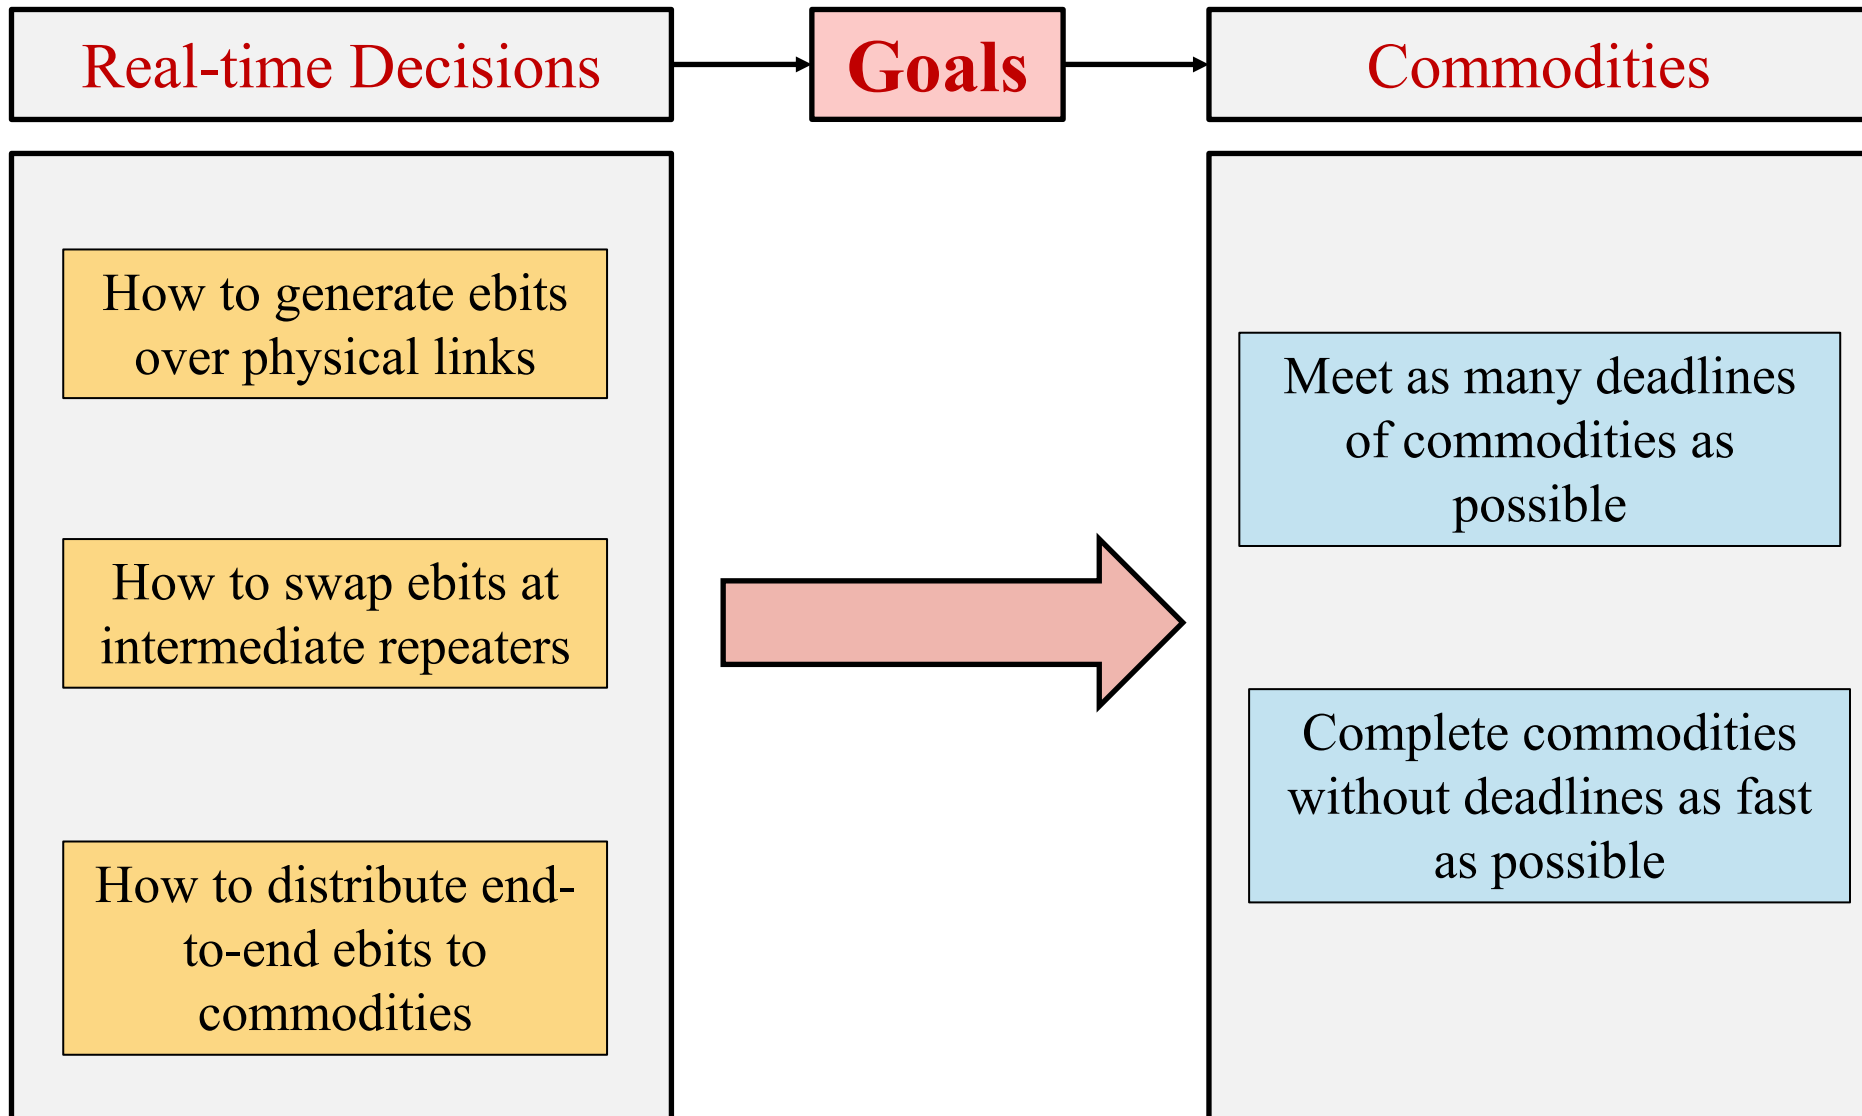 Real-time Decisions
Goals
Commodities
How to generate ebits
over physical links
How to swap ebits at
intermediate repeaters
How to distribute end-
to-end ebits to
commodities
Meet as many deadlines
of commodities as
possible
Complete commodities
without deadlines as fast
as possible